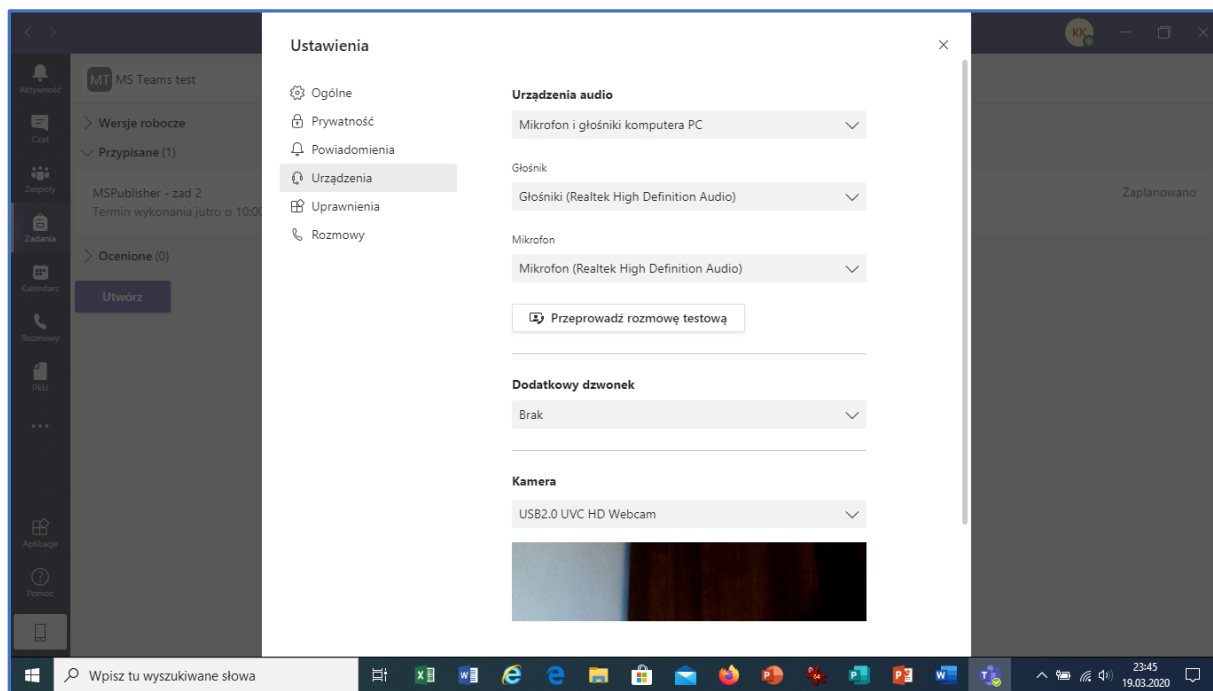 KK
Aktywność
Czat
Zespoły
Zadania
Kalendarz
Rozmowy
Pliki
Aplikacje
Pomoc
MT MS Teams test
Wersje robocze
Przypisane (1)
MSPublisher - zad 2
Termin wykonania jutro o 10:00
Zaplanowano
Ocenione (0)
Utwórz
Ustawienia
Ogólne
Prywatność
Powiadomienia
Urządzenia
Uprawnienia
Rozmowy
Urządzenia audio
Mikrofon i głośniki komputera PC
Głośnik
Głośniki (Realtek High Definition Audio)
Mikrofon
Mikrofon (Realtek High Definition Audio)
Przeprowadź rozmowę testową
Dodatkowy dzwonek
Brak
Kamera
USB2.0 UVC HD Webcam
Wpisz tu wyszukiwane słowa
23:45
19.03.2020